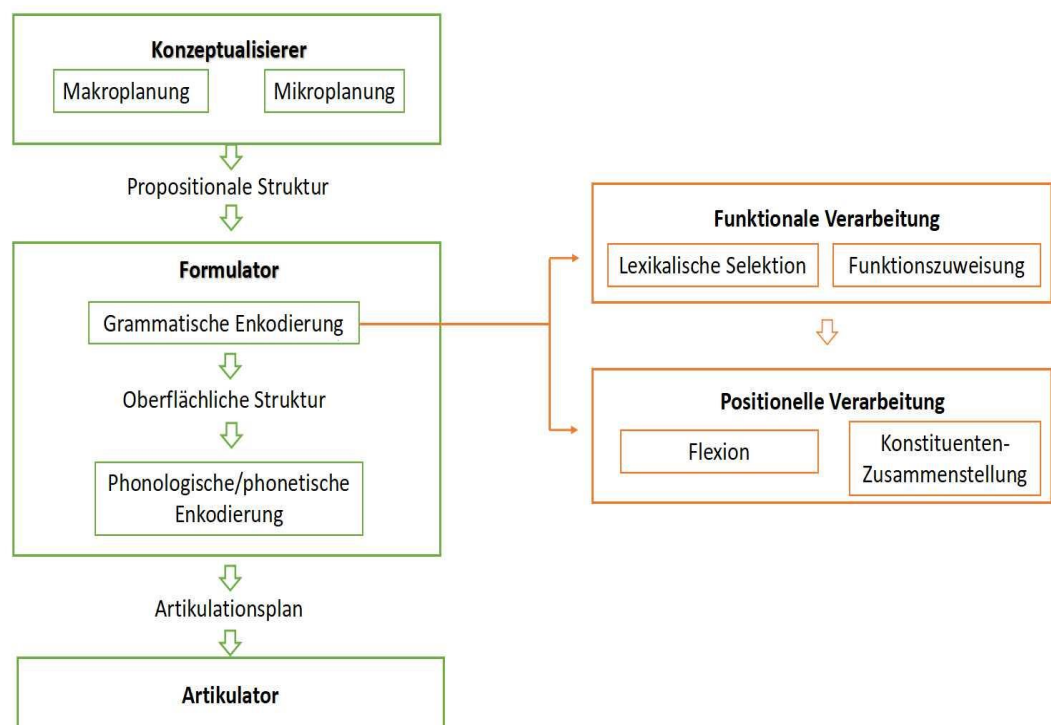 Konzeptualisierer
Makroplanung
Mikroplanung
Propositionale Struktur
Formulator
Grammatische Enkodierung
Oberflächliche Struktur
Phonologische/phonetische
Enkodierung
Artikulationsplan
Artikulator
Funktionale Verarbeitung
Lexikalische Selektion
Funktionszuweisung
Positionelle Verarbeitung
Flexion
Konstituenten-
Zusammenstellung